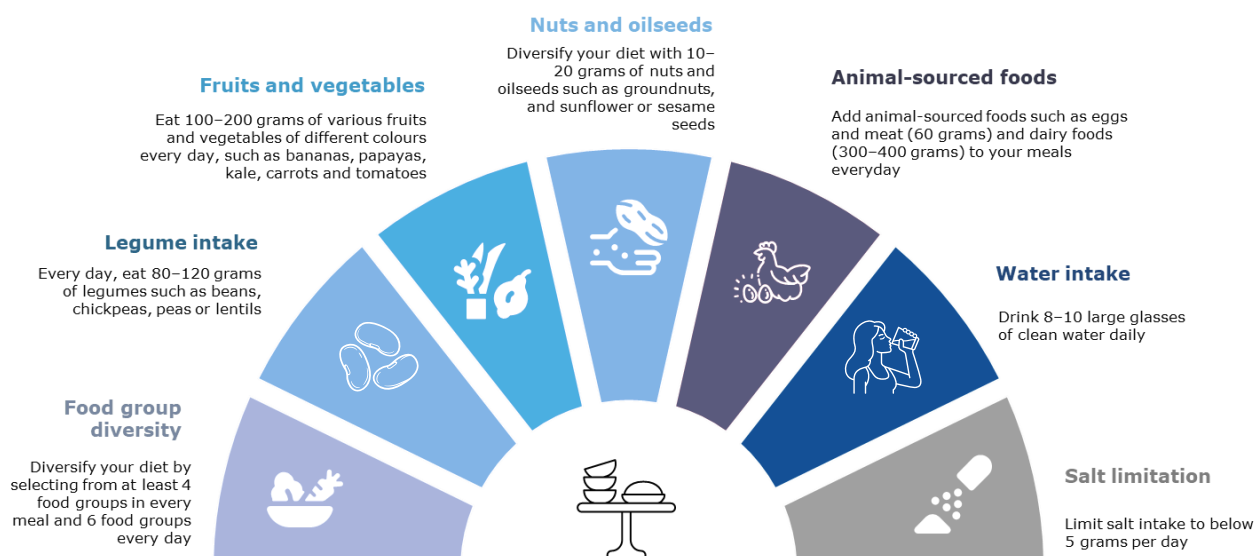 Nuts and oilseeds
Diversify your diet with 10–
20 grams of nuts and
oilseeds such as groundnuts,
and sunflower or sesame
seeds
Fruits and vegetables
Eat 100–200 grams of various fruits
and vegetables of different colours
every day, such as bananas, papayas,
kale, carrots and tomatoes
Animal-sourced foods
Add animal-sourced foods such as eggs
and meat (60 grams) and dairy foods
(300–400 grams) to your meals
everyday
Legume intake
Every day, eat 80–120 grams
of legumes such as beans,
chickpeas, peas or lentils
Water intake
Drink 8–10 large glasses
of clean water daily
Food group
diversity
Diversify your diet by
selecting from at least 4
food groups in every
meal and 6 food groups
every day
Salt limitation
Limit salt intake to below
5 grams per day